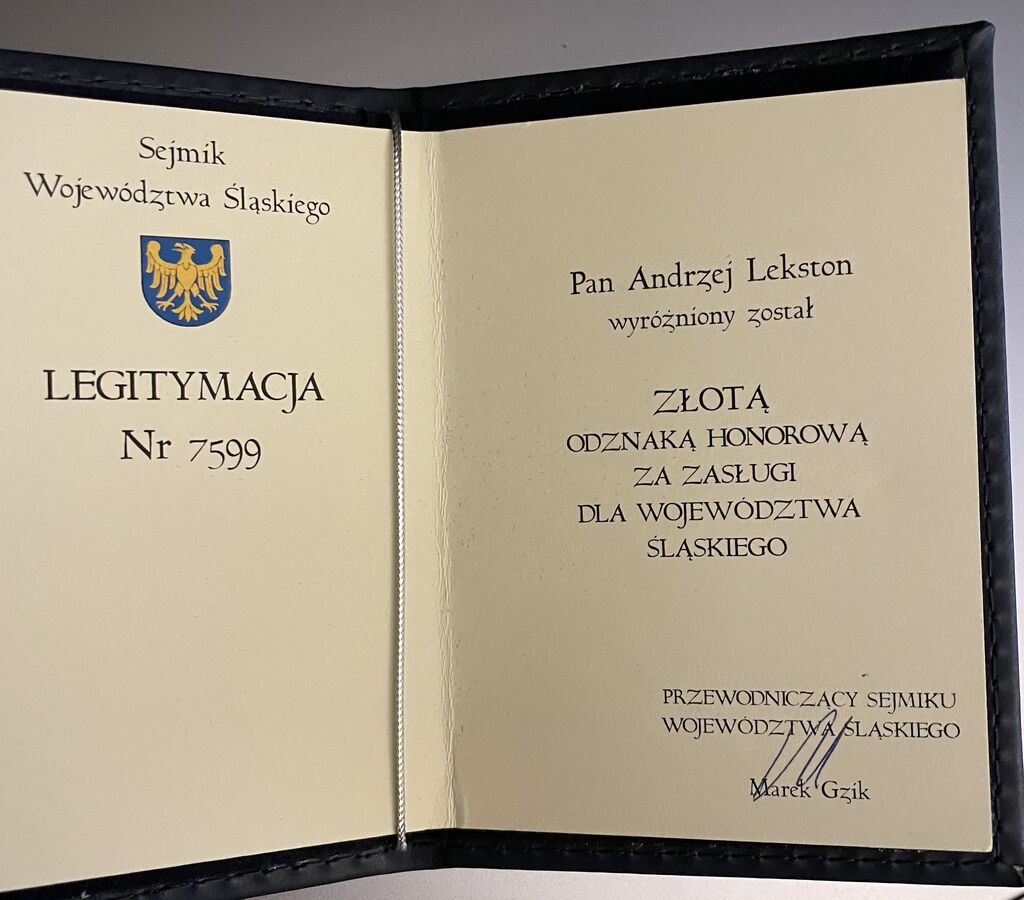 Sejmik
Województwa Śląskiego
LEGITYMACJA
Nr 7599
Pan Andrzej Lekston
wyróżniony został
ZŁOTĄ
ODZNAKĄ HONOROWĄ
ZA ZASŁUGI
DLA WOJEWÓDZTWA
ŚLĄSKIEGO
PRZEWODNICZĄCY SEJMIKU
WOJEWÓDZTWA ŚLĄSKIEGO
Marek Gzik